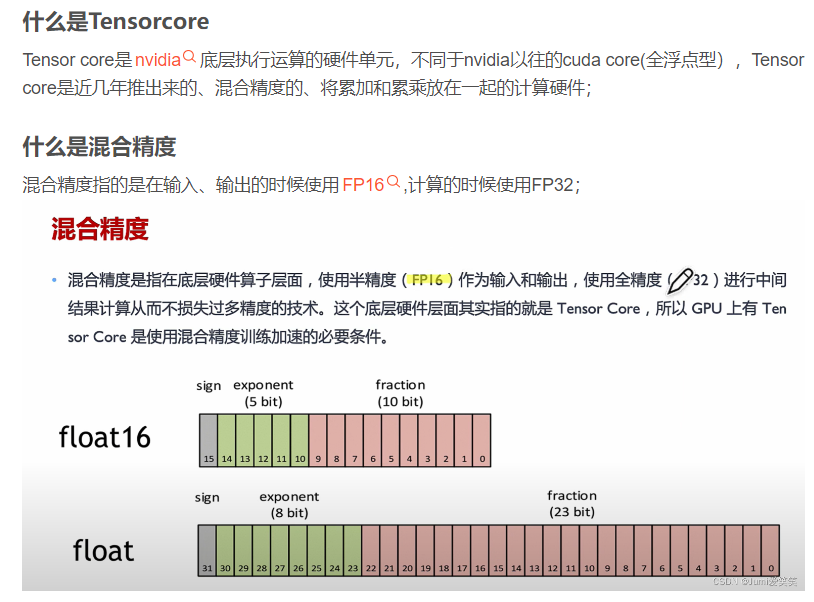 什么是Tensorcore
Tensor core是nvidia底层执行运算的硬件单元，不同于nvidia以往的cuda core(全浮点型），Tensor
core是近几年推出来的、混合精度的、将累加和累乘放在一起的计算硬件；
什么是混合精度
混合精度指的是在输入、输出的时候使用FP16,计算的时候使用FP32；
混合精度
• 混合精度是指在底层硬件算子层面，使用半精度（FP16）作为输入和输出，使用全精度（ 32）进行中间
结果计算从而不损失过多精度的技术。这个底层硬件层面其实指的就是 Tensor Core，所以 GPU 上有 Ten
sor Core 是使用混合精度训练加速的必要条件。
sign exponent fraction
(5 bit) (10 bit)
float16
15 14 13 12 11 10 9 8 7 6 5 4 3 2 1 0
sign exponent fraction
(8 bit) (23 bit)
float
31 30 29 28 27 26 25 24 23 22 21 20 19 18 17 16 15 14 13 12 11 10 9 8 7 6 5 4 3 2 1 0
CSDN @Jumi爱笑笑